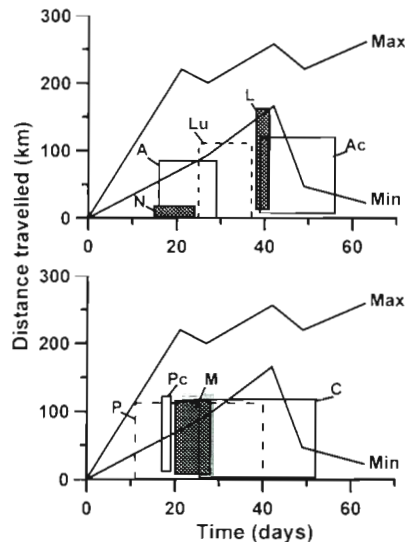 300
Max
200
L
Lu
A
Ac
100
N
Min
0
0 20 40 60
Distance travelled (km)
300
Max
200
Pc M
P
C
100
Min
0
0 20 40 60
Time (days)